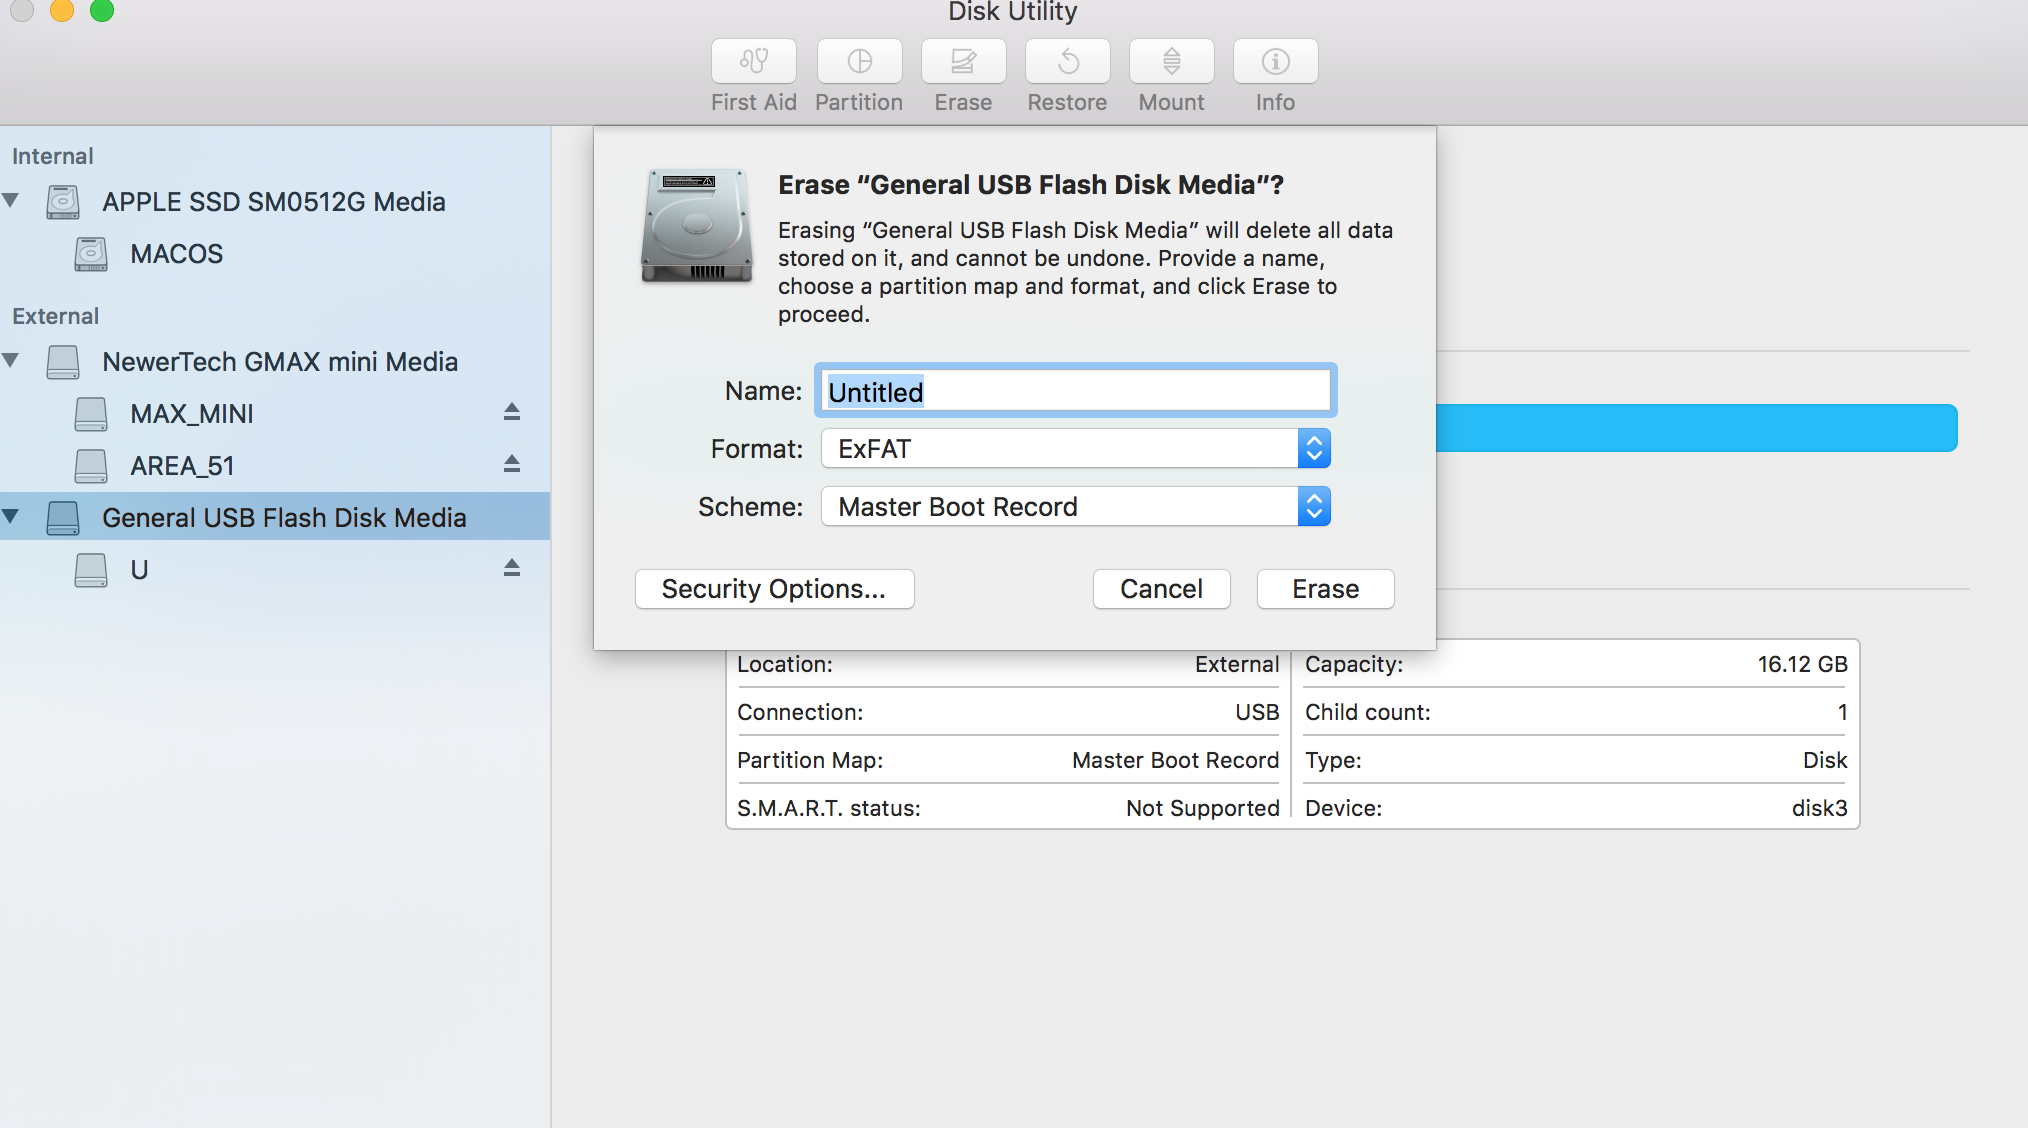 Disk Utility
First Aid
Partition
Erase
Restore
Mount
Info
Internal
APPLE SSD SM0512G Media
MACOS
External
NewerTech GMAX mini Media
MAX_MINI
AREA_51
General USB Flash Disk Media
U
Erase “General USB Flash Disk Media”?
Erasing “General USB Flash Disk Media” will delete all data
stored on it, and cannot be undone. Provide a name,
choose a partition map and format, and click Erase to
proceed.
Name: Untitled
Format: ExFAT
Scheme: Master Boot Record
Security Options...
Cancel
Erase
Location: External
Capacity: 16.12 GB
Connection: USB
Child count: 1
Partition Map: Master Boot Record
Type: Disk
S.M.A.R.T. status: Not Supported
Device: disk3